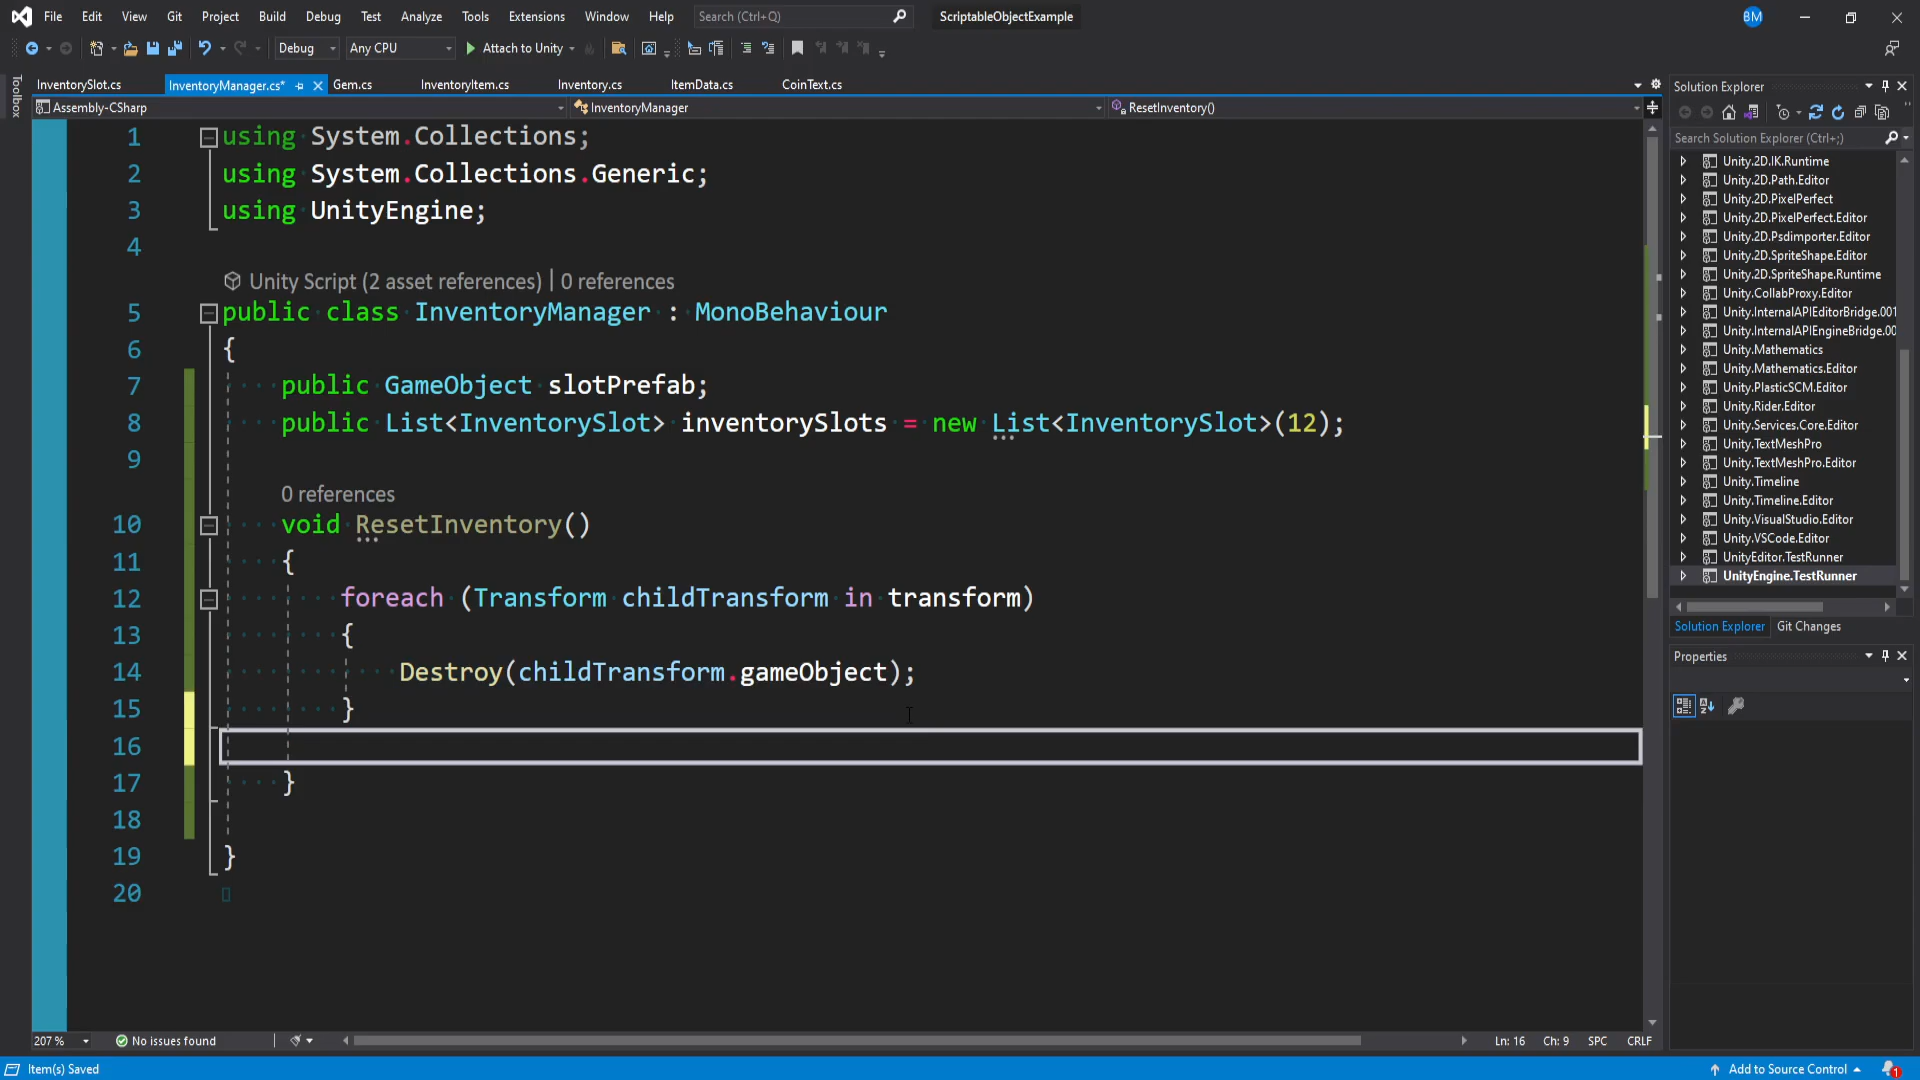 File Edit View Git Project Build Debug Test Analyze Tools Extensions Window Help Search (Ctrl+Q) ScriptableObjectExample BM
Debug Any CPU Attach to Unity
Toolbox
InventorySlot.cs InventoryManager.cs* Gem.cs InventoryItem.cs Inventory.cs ItemData.cs CoinText.cs
Assembly-CSharp InventoryManager ResetInventory()
1 using System.Collections;
2 using System.Collections.Generic;
3 using UnityEngine;
4
Unity Script (2 asset references) | 0 references
5 public class InventoryManager : MonoBehaviour
6 {
7 public GameObject slotPrefab;
8 public List<InventorySlot> inventorySlots = new List<InventorySlot>(12);
9
0 references
10 void ResetInventory()
11 {
12 foreach (Transform childTransform in transform)
13 {
14 Destroy(childTransform.gameObject);
15 }
16
17 }
18
19 }
20
207 % No issues found Ln: 16 Ch: 9 SPC CRLF
Item(s) Saved
Add to Source Control 1
Solution Explorer
Search Solution Explorer (Ctrl+;)
Unity.2D.IK.Runtime
Unity.2D.Path.Editor
Unity.2D.PixelPerfect
Unity.2D.PixelPerfect.Editor
Unity.2D.Psdimporter.Editor
Unity.2D.SpriteShape.Editor
Unity.2D.SpriteShape.Runtime
Unity.CollabProxy.Editor
Unity.InternalAPIEditorBridge.001
Unity.InternalAPIEngineBridge.00
Unity.Mathematics
Unity.Mathematics.Editor
Unity.PlasticSCM.Editor
Unity.Rider.Editor
Unity.Services.Core.Editor
Unity.TextMeshPro
Unity.TextMeshPro.Editor
Unity.Timeline
Unity.Timeline.Editor
Unity.VisualStudio.Editor
Unity.VSCode.Editor
UnityEditor.TestRunner
UnityEngine.TestRunner
Solution Explorer Git Changes
Properties